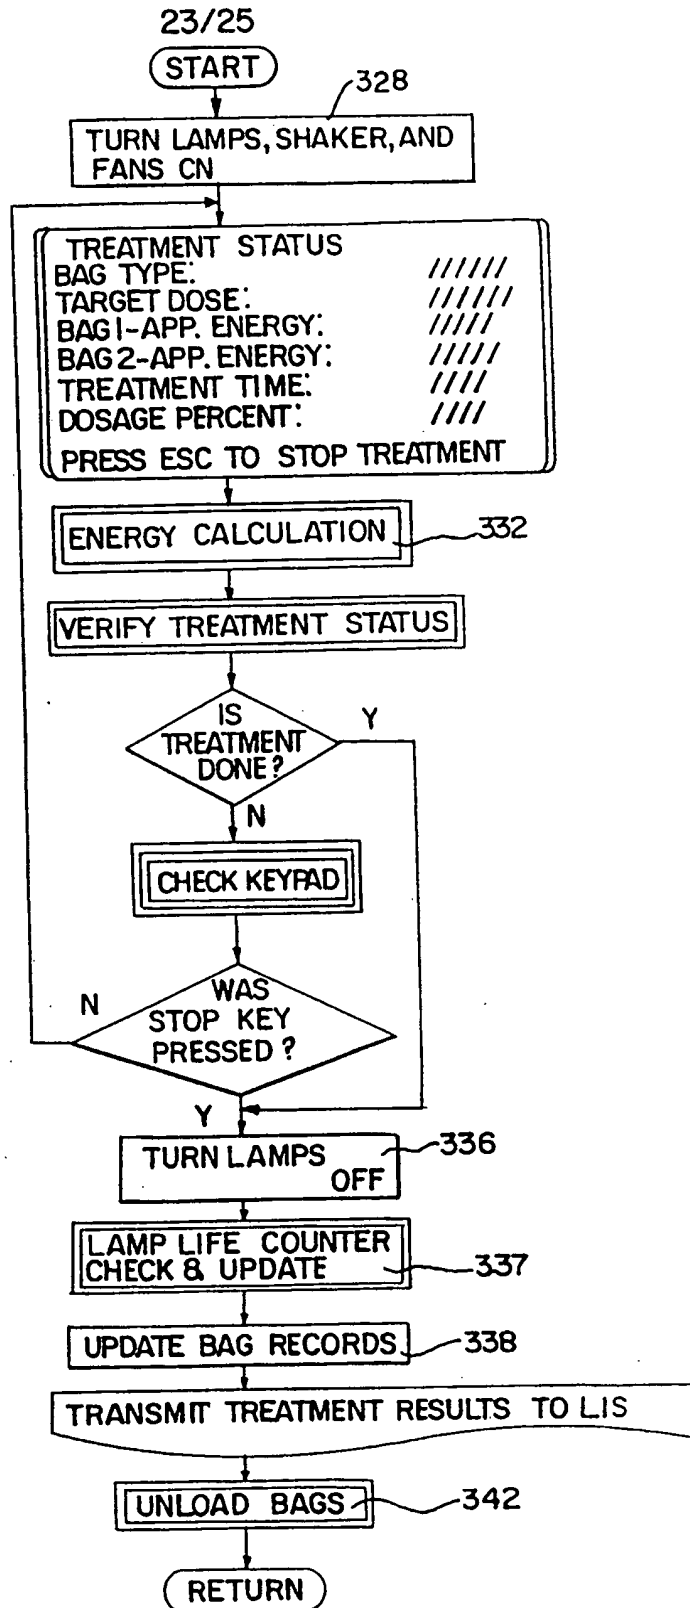 23/25
START
328
TURN LAMPS, SHAKER, AND
FANS CN
TREATMENT STATUS
BAG TYPE: //////
TARGET DOSE: //////
BAG 1-APP. ENERGY: /////
BAG 2-APP. ENERGY: /////
TREATMENT TIME: ////
DOSAGE PERCENT: ////
PRESS ESC TO STOP TREATMENT
ENERGY CALCULATION 332
VERIFY TREATMENT STATUS
IS
TREATMENT
DONE?
Y
N
CHECK KEYPAD
WAS
STOP KEY
PRESSED?
N
Y
TURN LAMPS
OFF
336
LAMP LIFE COUNTER
CHECK & UPDATE
337
UPDATE BAG RECORDS 338
TRANSMIT TREATMENT RESULTS TO LIS
UNLOAD BAGS 342
RETURN